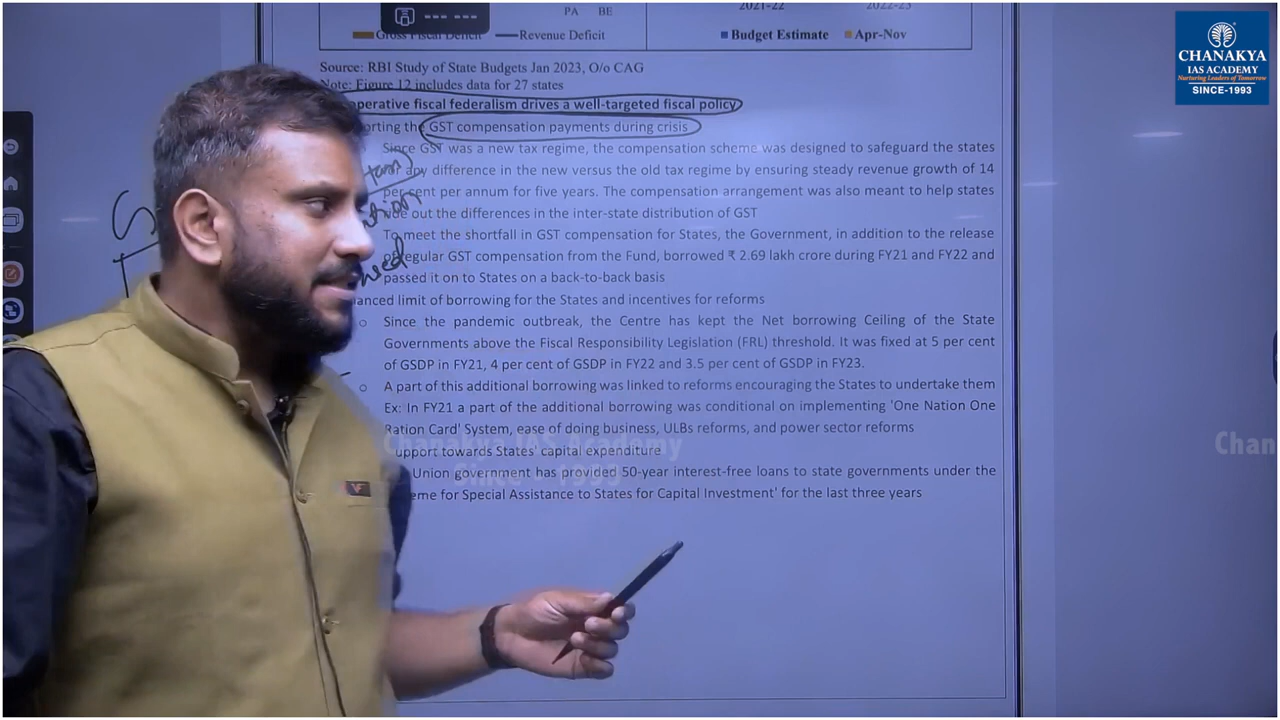 PA BE
2021-22 2022-23
Gross Fiscal Deficit Revenue Deficit
Budget Estimate Apr-Nov
CHANAKYA
IAS ACADEMY
Nurturing Leaders of Tomorrow
SINCE-1993
Source: RBI Study of State Budgets Jan 2023, O/o CAG
Note: Figure 12 includes data for 27 states
operative fiscal federalism drives a well-targeted fiscal policy
orting the GST compensation payments during crisis
Since GST was a new tax regime, the compensation scheme was designed to safeguard the states
for any difference in the new versus the old tax regime by ensuring steady revenue growth of 14
per cent per annum for five years. The compensation arrangement was also meant to help states
ride out the differences in the inter-state distribution of GST
To meet the shortfall in GST compensation for States, the Government, in addition to the release
of regular GST compensation from the Fund, borrowed ₹ 2.69 lakh crore during FY21 and FY22 and
passed it on to States on a back-to-back basis
anced limit of borrowing for the States and incentives for reforms
o Since the pandemic outbreak, the Centre has kept the Net borrowing Ceiling of the State
Governments above the Fiscal Responsibility Legislation (FRL) threshold. It was fixed at 5 per cent
of GSDP in FY21, 4 per cent of GSDP in FY22 and 3.5 per cent of GSDP in FY23.
o A part of this additional borrowing was linked to reforms encouraging the States to undertake them
Ex: In FY21 a part of the additional borrowing was conditional on implementing 'One Nation One
Ration Card' System, ease of doing business, ULBs reforms, and power sector reforms
upport towards States' capital expenditure
Union government has provided 50-year interest-free loans to state governments under the
eme for Special Assistance to States for Capital Investment' for the last three years
Chanakya IAS Academy
Since - 1993
Chan
VF